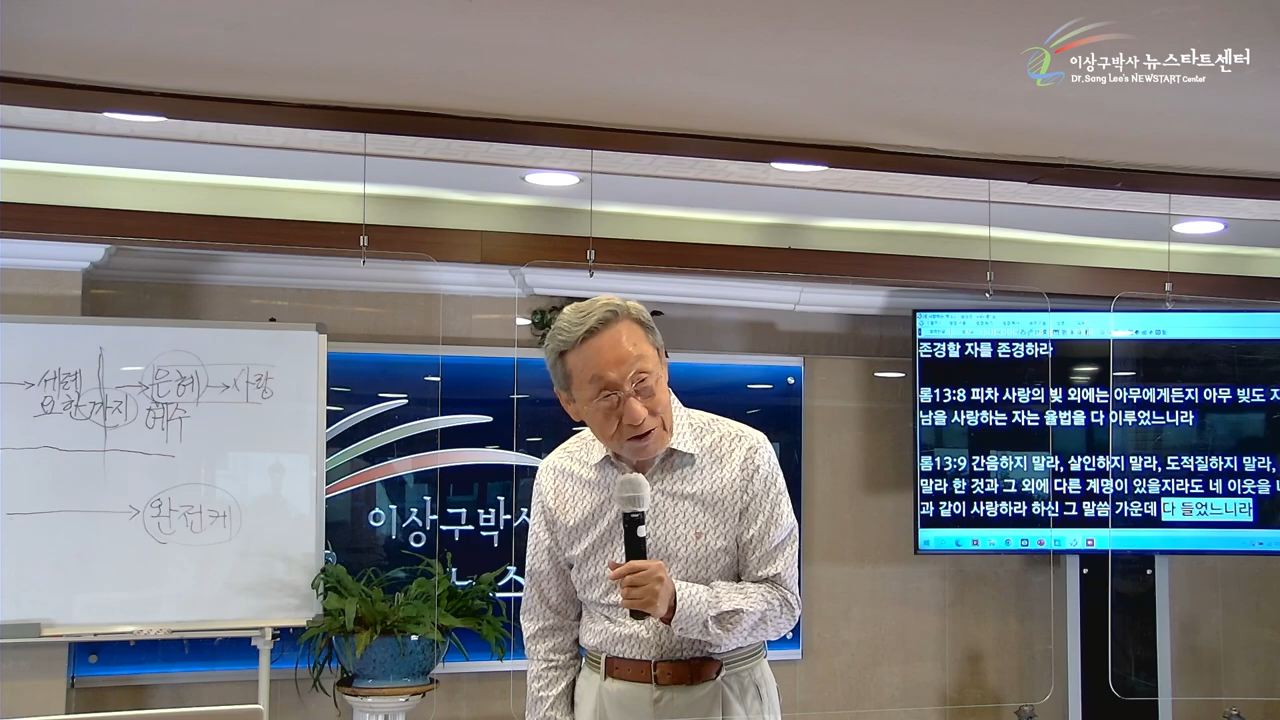 이상구박사 뉴스타트센터
Dr. Sang Lee's NEWSTART Center
세례 은혜 사랑
요한까지 예수
완전케
이상구박사
뉴스
존경할 자를 존경하라
롬13:8 피차 사랑의 빚 외에는 아무에게든지 아무 빚도 지
남을 사랑하는 자는 율법을 다 이루었느니라
롬13:9 간음하지 말라, 살인하지 말라, 도적질하지 말라,
말라 한 것과 그 외에 다른 계명이 있을지라도 네 이웃을 네
과 같이 사랑하라 하신 그 말씀 가운데 다 들었느니라